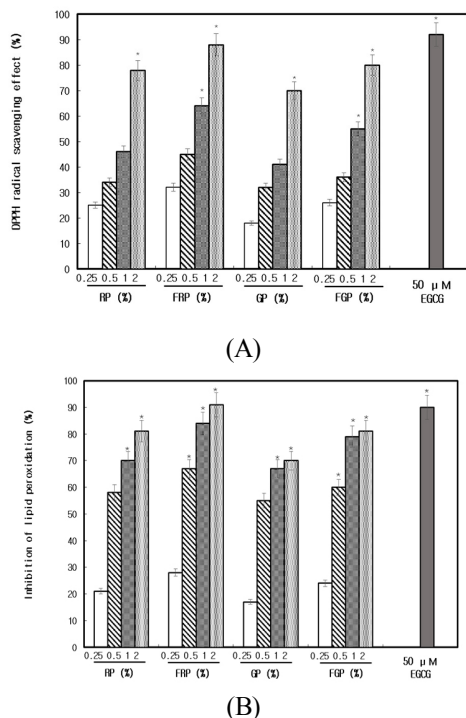 DPPH radical scavenging effect (%)
100
90
80
70
60
50
40
30
20
10
0
* * * * * * *
0.25 0.5 1 2 0.25 0.5 1 2 0.25 0.5 1 2 0.25 0.5 1 2
RP (%) FRP (%) GP (%) FGP (%) 50 μM
EGCG
(A)
Inhibition of lipid peroxidation (%)
100
90
80
70
60
50
40
30
20
10
0
* * * * * * * * * * *
0.25 0.5 1 2 0.25 0.5 1 2 0.25 0.5 1 2 0.25 0.5 1 2
RP (%) FRP (%) GP (%) FGP (%) 50 μM
EGCG
(B)